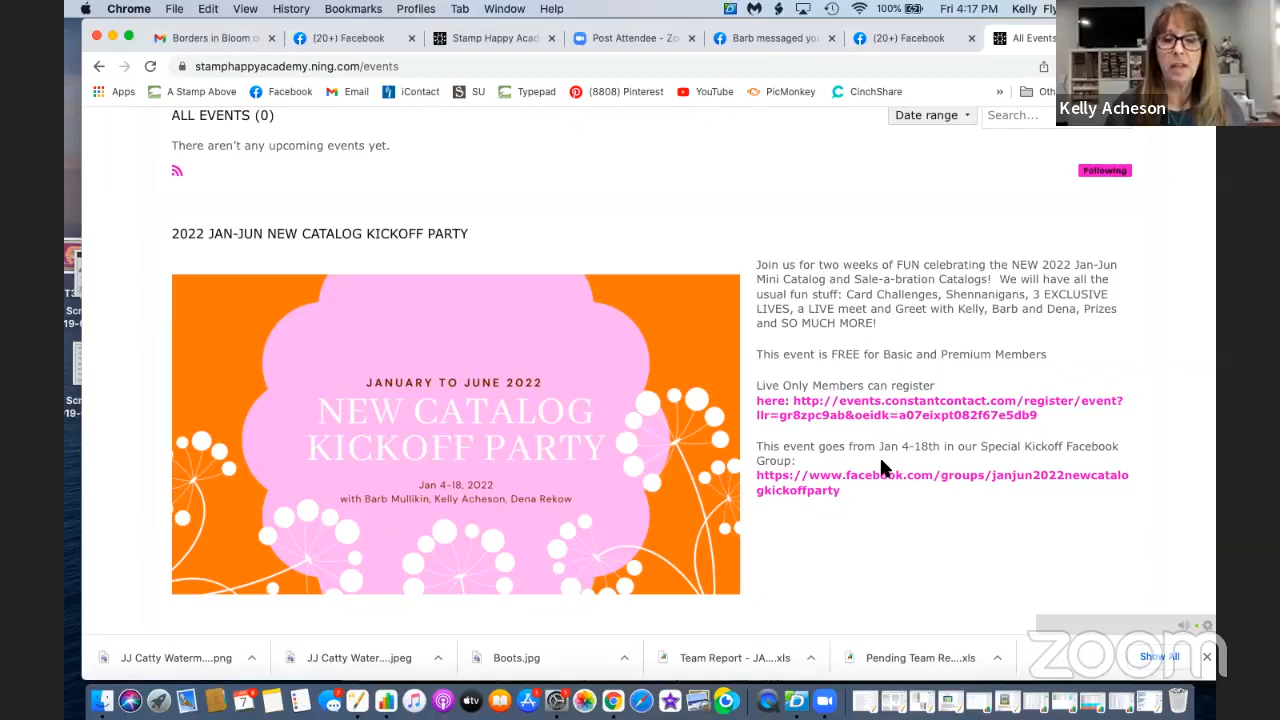 Chrome File Edit View History Bookmarks Profiles Tab Window Help 100% Fri 4:17 PM Kelly Fl
Borders in Bloom o (20+) Facebook Stamp Happy Acad Post Attendee - Zo Barb messaged yo (20+) Facebook All Events
stamphappyacademy.ning.com/events
Apps A Stamp Above Facebook Email iContact SU Typepad (8808) Pinterest YouTube PicMonkey CinchShare » Oth
Kelly Acheson
ALL EVENTS (0) Date range Search...
There aren't any upcoming events yet.
Following
2022 JAN-JUN NEW CATALOG KICKOFF PARTY
JANUARY TO JUNE 2022
NEW CATALOG
KICKOFF PARTY
Jan 4-18, 2022
with Barb Mullikin, Kelly Acheson, Dena Rekow
Join us for two weeks of FUN celebrating the NEW 2022 Jan-Jun
Mini Catalog and Sale-a-bration Catalogs! We will have all the
usual fun stuff: Card Challenges, Shennanigans, 3 EXCLUSIVE
LIVES, a LIVE meet and Greet with Kelly, Barb and Dena, Prizes
and SO MUCH MORE!
This event is FREE for Basic and Premium Members
Live Only Members can register
here: http://events.constantcontact.com/register/event?
llr=gr8zpc9ab&oeidk=a07eixpt082f67e5db9
This event goes from Jan 4-18th in our Special Kickoff Facebook
Group:
https://www.facebook.com/groups/janjun2022newcatalo
gkickoffparty
zoom
JJ Catty Waterm....png JJ Catty Water....jpeg Boots.jpg Team Report - JA....xls Pending Team Re....xls Show All